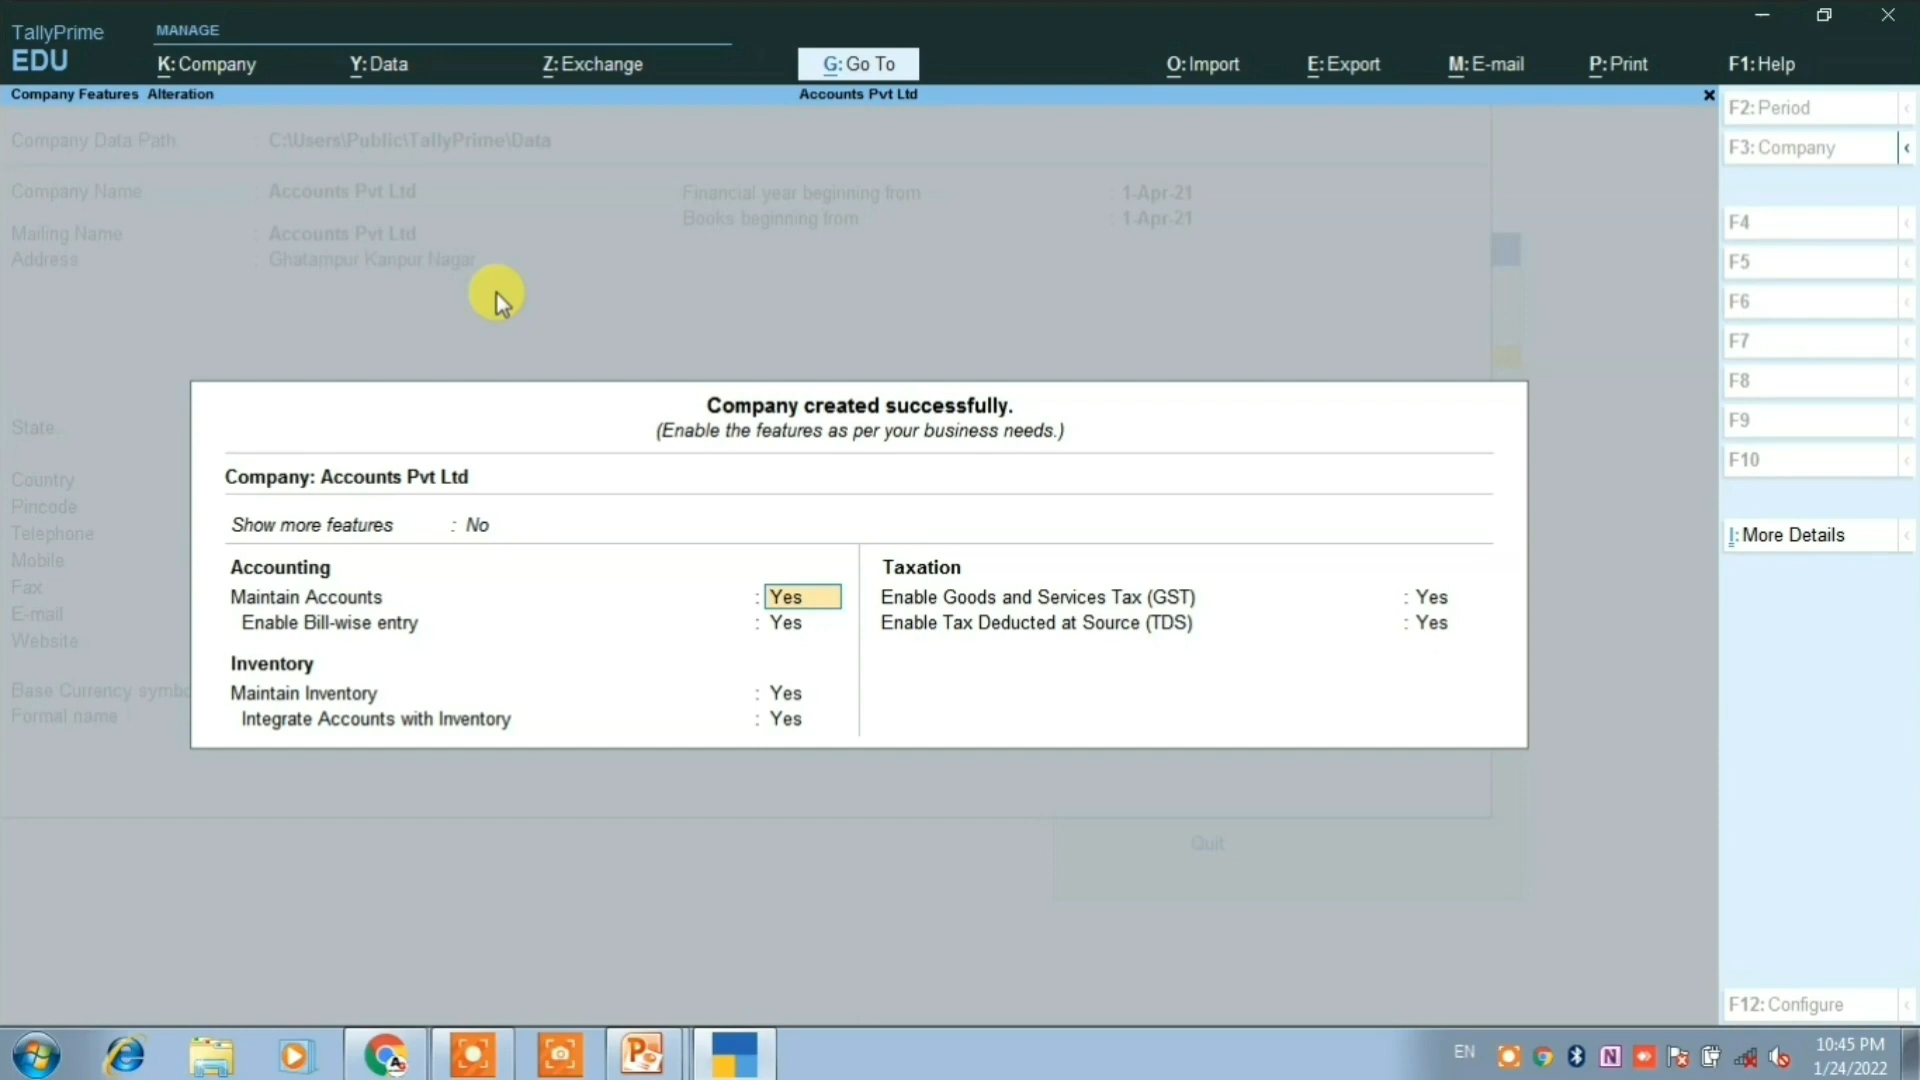 TallyPrime
EDU
MANAGE
K: Company
Y: Data
Z: Exchange
G: Go To
O: Import
E: Export
M: E-mail
P: Print
F1: Help
Company Features Alteration
Accounts Pvt Ltd
Company Data Path : C:\Users\Public\TallyPrime\Data
Company Name : Accounts Pvt Ltd
Financial year beginning from : 1-Apr-21
Books beginning from : 1-Apr-21
Mailing Name : Accounts Pvt Ltd
Address : Ghatampur Kanpur Nagar
State
Country
Pincode
Telephone
Mobile
Fax
E-mail
Website
Base Currency
Formal name
Company created successfully.
(Enable the features as per your business needs.)
Company: Accounts Pvt Ltd
Show more features : No
Accounting
Maintain Accounts : Yes
Enable Bill-wise entry : Yes
Inventory
Maintain Inventory : Yes
Integrate Accounts with Inventory : Yes
Taxation
Enable Goods and Services Tax (GST) : Yes
Enable Tax Deducted at Source (TDS) : Yes
Quit
F2: Period
F3: Company
F4
F5
F6
F7
F8
F9
F10
I: More Details
F12: Configure
EN
10:45 PM
1/24/2022